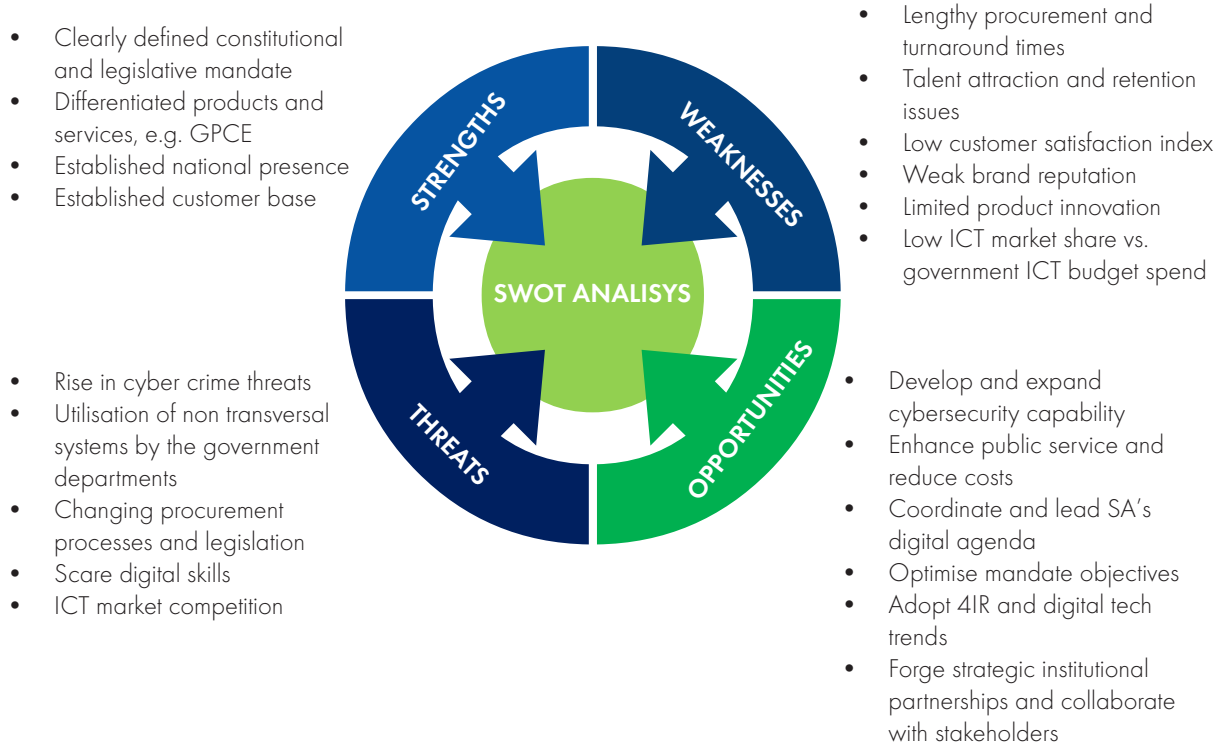 • Clearly defined constitutional
and legislative mandate
• Differentiated products and
services, e.g. GPCE
• Established national presence
• Established customer base
STRENGTHS
WEAKNESSES
• Lengthy procurement and
turnaround times
• Talent attraction and retention
issues
• Low customer satisfaction index
• Weak brand reputation
• Limited product innovation
• Low ICT market share vs.
government ICT budget spend
SWOT ANALISYS
• Rise in cyber crime threats
• Utilisation of non transversal
systems by the government
departments
• Changing procurement
processes and legislation
• Scare digital skills
• ICT market competition
THREATS
OPPORTUNITIES
• Develop and expand
cybersecurity capability
• Enhance public service and
reduce costs
• Coordinate and lead SA’s
digital agenda
• Optimise mandate objectives
• Adopt 4IR and digital tech
trends
• Forge strategic institutional
partnerships and collaborate
with stakeholders